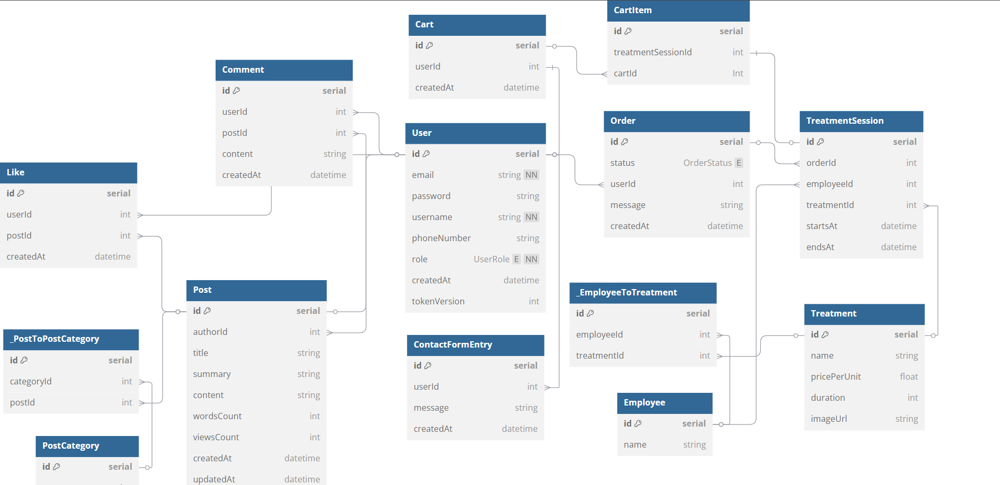 CartItem
id serial
treatmentSessionId int
cartId Int
Cart
id serial
userId int
createdAt datetime
Comment
id serial
userId int
postId int
content string
createdAt datetime
User
id serial
email string NN
password string
username string NN
phoneNumber string
role UserRole E NN
createdAt datetime
tokenVersion int
Order
id serial
status OrderStatus E
userId int
message string
createdAt datetime
TreatmentSession
id serial
orderId int
employeeId int
treatmentId int
startsAt datetime
endsAt datetime
Like
id serial
userId int
postId int
createdAt datetime
Post
id serial
authorId int
title string
summary string
content string
wordsCount int
viewsCount int
createdAt datetime
updatedAt datetime
_EmployeeToTreatment
id serial
employeeId int
treatmentId int
Treatment
id serial
name string
pricePerUnit float
duration int
imageUrl string
_PostToPostCategory
id serial
categoryId int
postId int
ContactFormEntry
id serial
userId int
message string
createdAt datetime
Employee
id serial
name string
PostCategory
id serial